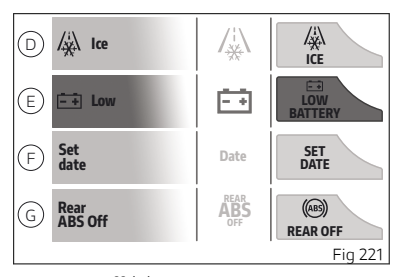 D Ice ICE
E Low LOW BATTERY
F Set date Date SET DATE
G Rear ABS Off REAR ABS OFF (ABS) REAR OFF
Fig 221